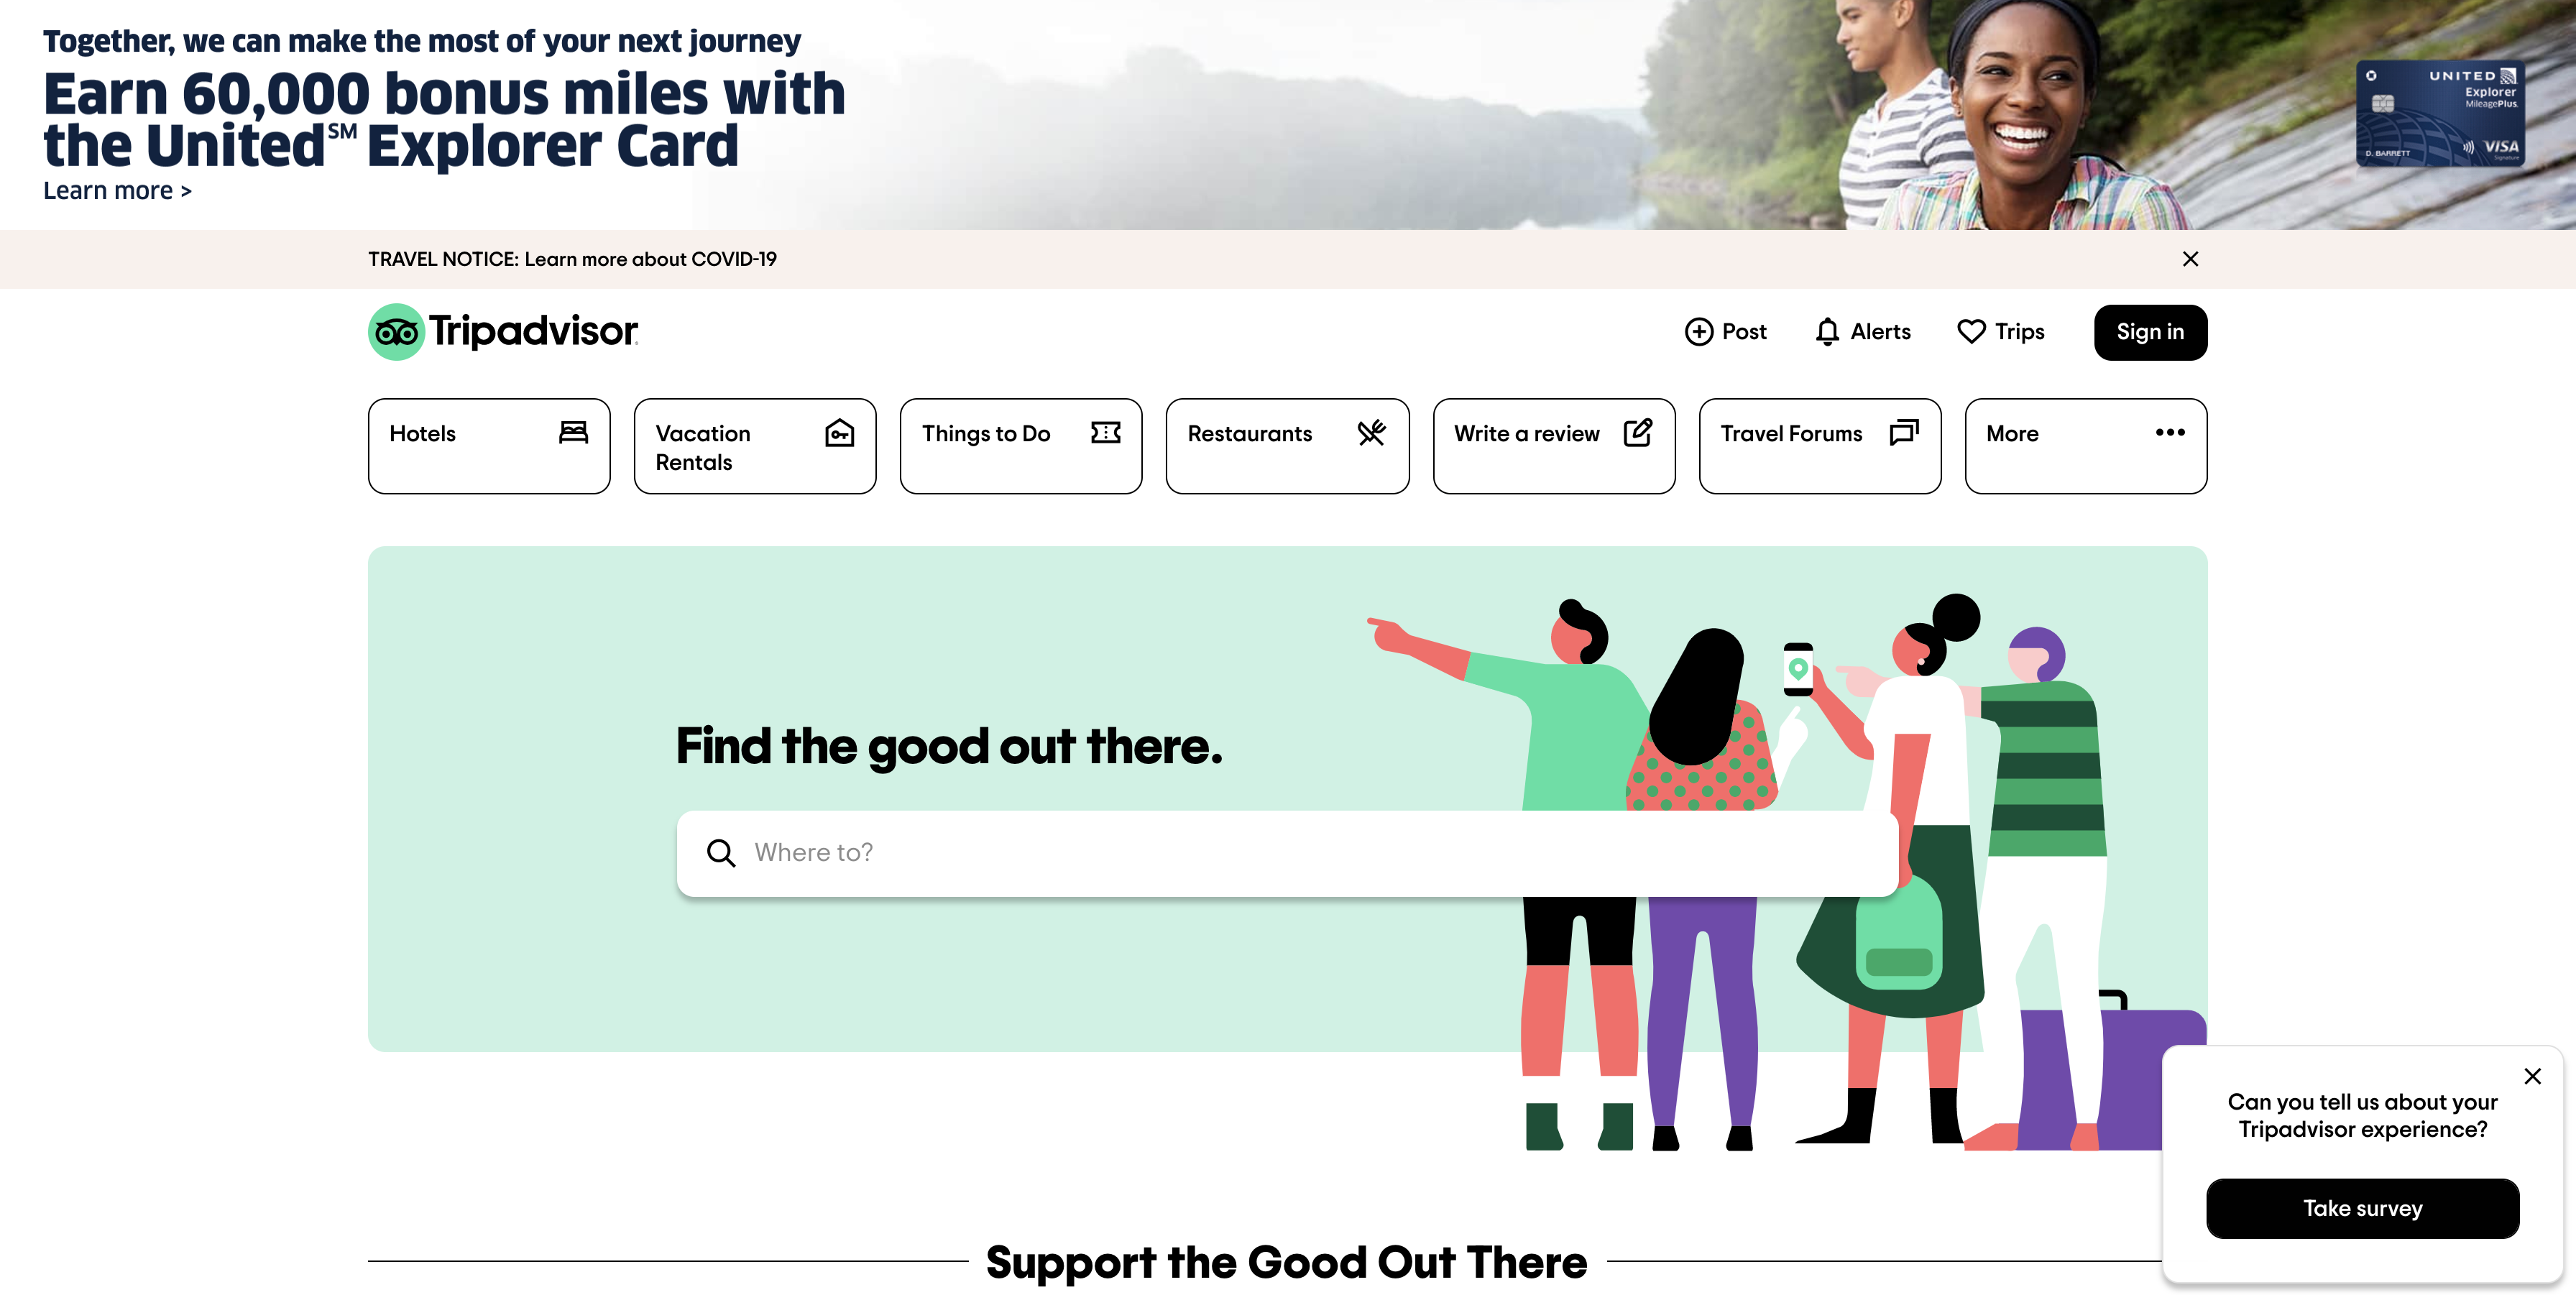 Together, we can make the most of your next journey
Earn 60,000 bonus miles with
the United℠ Explorer Card
Learn more >
UNITED
Explorer
MileagePlus
D. BARRETT
VISA
Signature
TRAVEL NOTICE: Learn more about COVID-19
Tripadvisor
Post
Alerts
Trips
Sign in
Hotels
Vacation
Rentals
Things to Do
Restaurants
Write a review
Travel Forums
More
Find the good out there.
Where to?
Can you tell us about your
Tripadvisor experience?
Take survey
Support the Good Out There